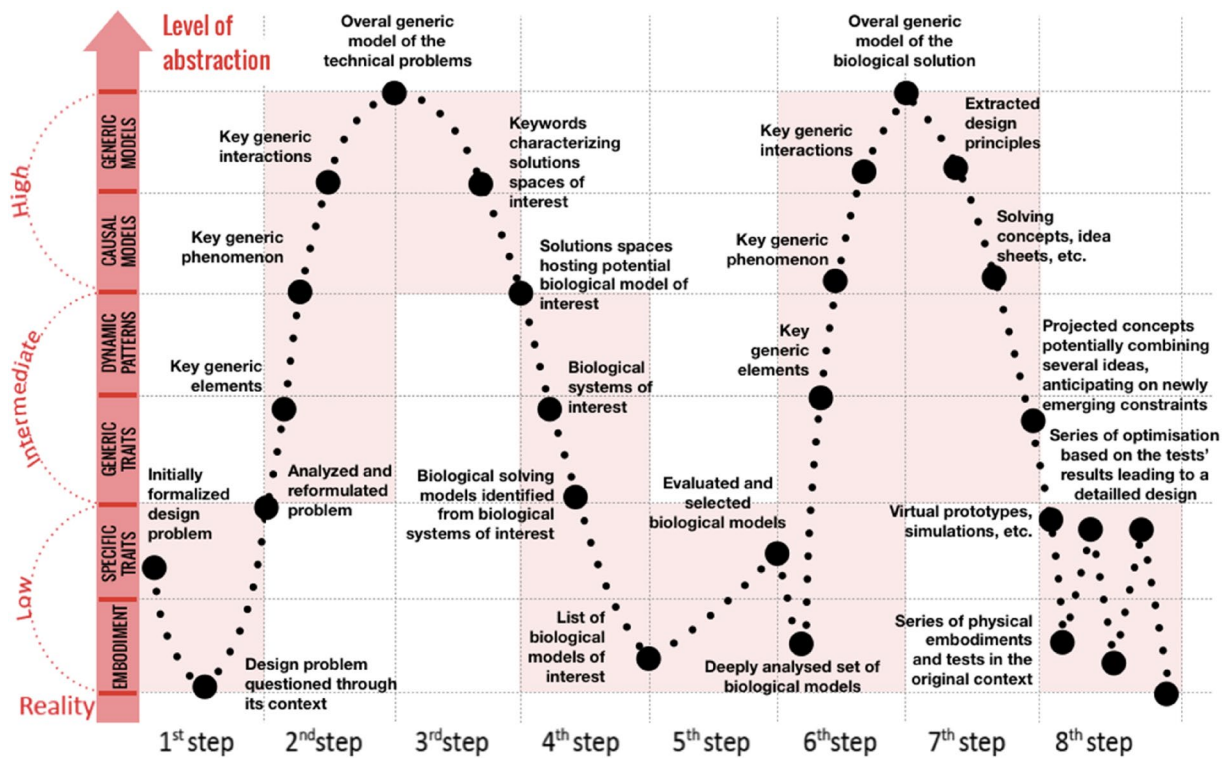 Level of
abstraction
Overal generic
model of the
technical problems
Overal generic
model of the
biological solution
High
Intermediate
Low
Reality
GENERIC
MODELS
CAUSAL
MODELS
DYNAMIC
PATTERNS
GENERIC
TRAITS
SPECIFIC
TRAITS
EMBODIMENT
Initially
formalized
design
problem
Design problem
questioned through
its context
Analyzed and
reformulated
problem
Key generic
elements
Key generic
phenomenon
Key generic
interactions
Keywords
characterizing
solutions
spaces of
interest
Solutions spaces
hosting potential
biological model of
interest
Biological
systems of
interest
Biological solving
models identified
from biological
systems of interest
List of
biological
models of
interest
Evaluated and
selected
biological models
Deeply analysed set of
biological models
Key
generic
elements
Key generic
phenomenon
Key generic
interactions
Extracted
design
principles
Solving
concepts, idea
sheets, etc.
Projected concepts
potentially combining
several ideas,
anticipating on newly
emerging constraints
Series of optimisation
based on the tests'
results leading to a
detailled design
Virtual prototypes,
simulations, etc.
Series of physical
embodiments
and tests in the
original context
1st step
2nd step
3rd step
4th step
5th step
6th step
7th step
8th step